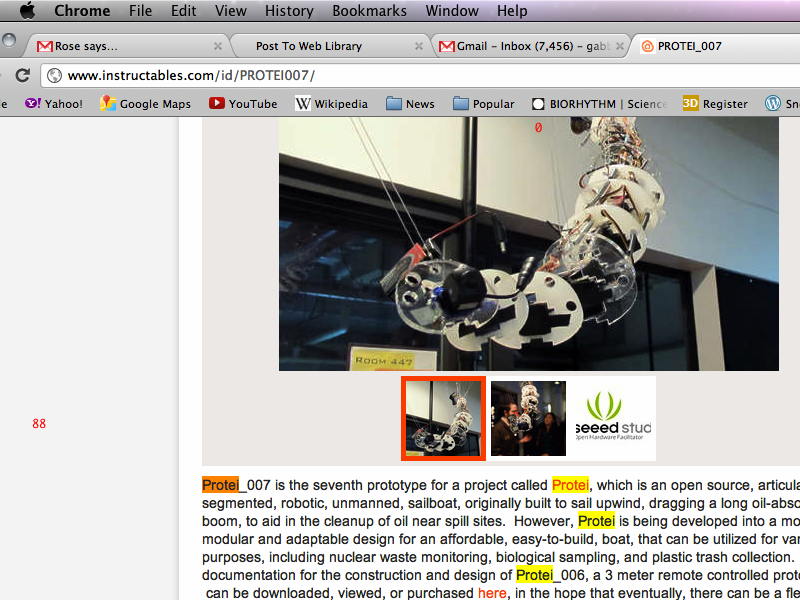 Chrome File Edit View History Bookmarks Window Help
Rose says... Post To Web Library Gmail - Inbox (7,456) - gabb PROTEI_007
www.instructables.com/id/PROTEI007/
Yahoo! Google Maps YouTube Wikipedia News Popular BIORHYTHM | Science 3D Register Sn
0
ROOM 447
88
seeed stud
Open Hardware Facilitator
Protei_007 is the seventh prototype for a project called Protei, which is an open source, articula
segmented, robotic, unmanned, sailboat, originally built to sail upwind, dragging a long oil-abso
boom, to aid in the cleanup of oil near spill sites. However, Protei is being developed into a mo
modular and adaptable design for an affordable, easy-to-build, boat, that can be utilized for var
purposes, including nuclear waste monitoring, biological sampling, and plastic trash collection.
documentation for the construction and design of Protei_006, a 3 meter remote controlled proto
can be downloaded, viewed, or purchased here, in the hope that eventually, there can be a fle